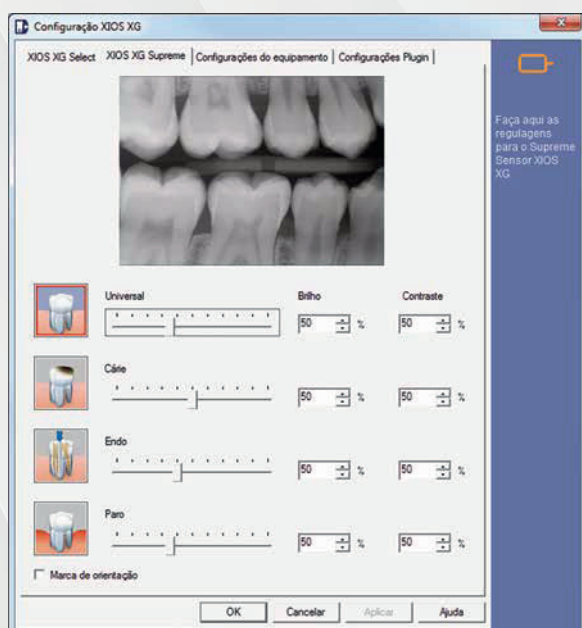 Configuração XIOS XG
XIOS XG Select
XIOS XG Supreme
Configurações do equipamento
Configurações Plugin
Faça aqui as
regulagens
para o Supreme
Sensor XIOS
XG
Universal
Brilho
Contraste
50 %
50 %
Cárie
50 %
50 %
Endo
50 %
50 %
Paro
50 %
50 %
Marca de orientação
OK
Cancelar
Aplicar
Ajuda